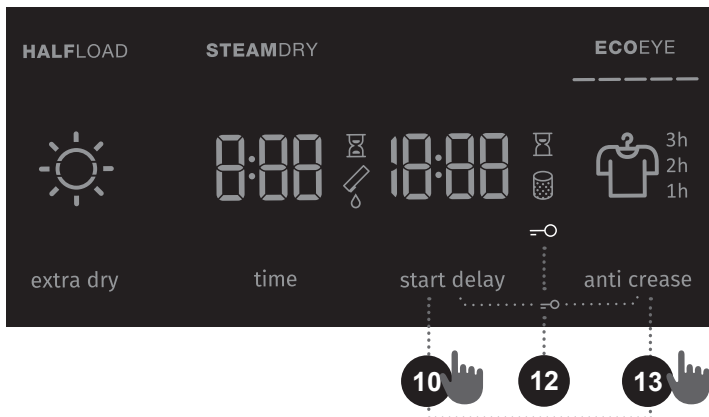 HALFLOAD STEAMDRY ECOEYE
8:88 18:88 3h
2h
1h
extra dry time start delay anti crease
10 12 13